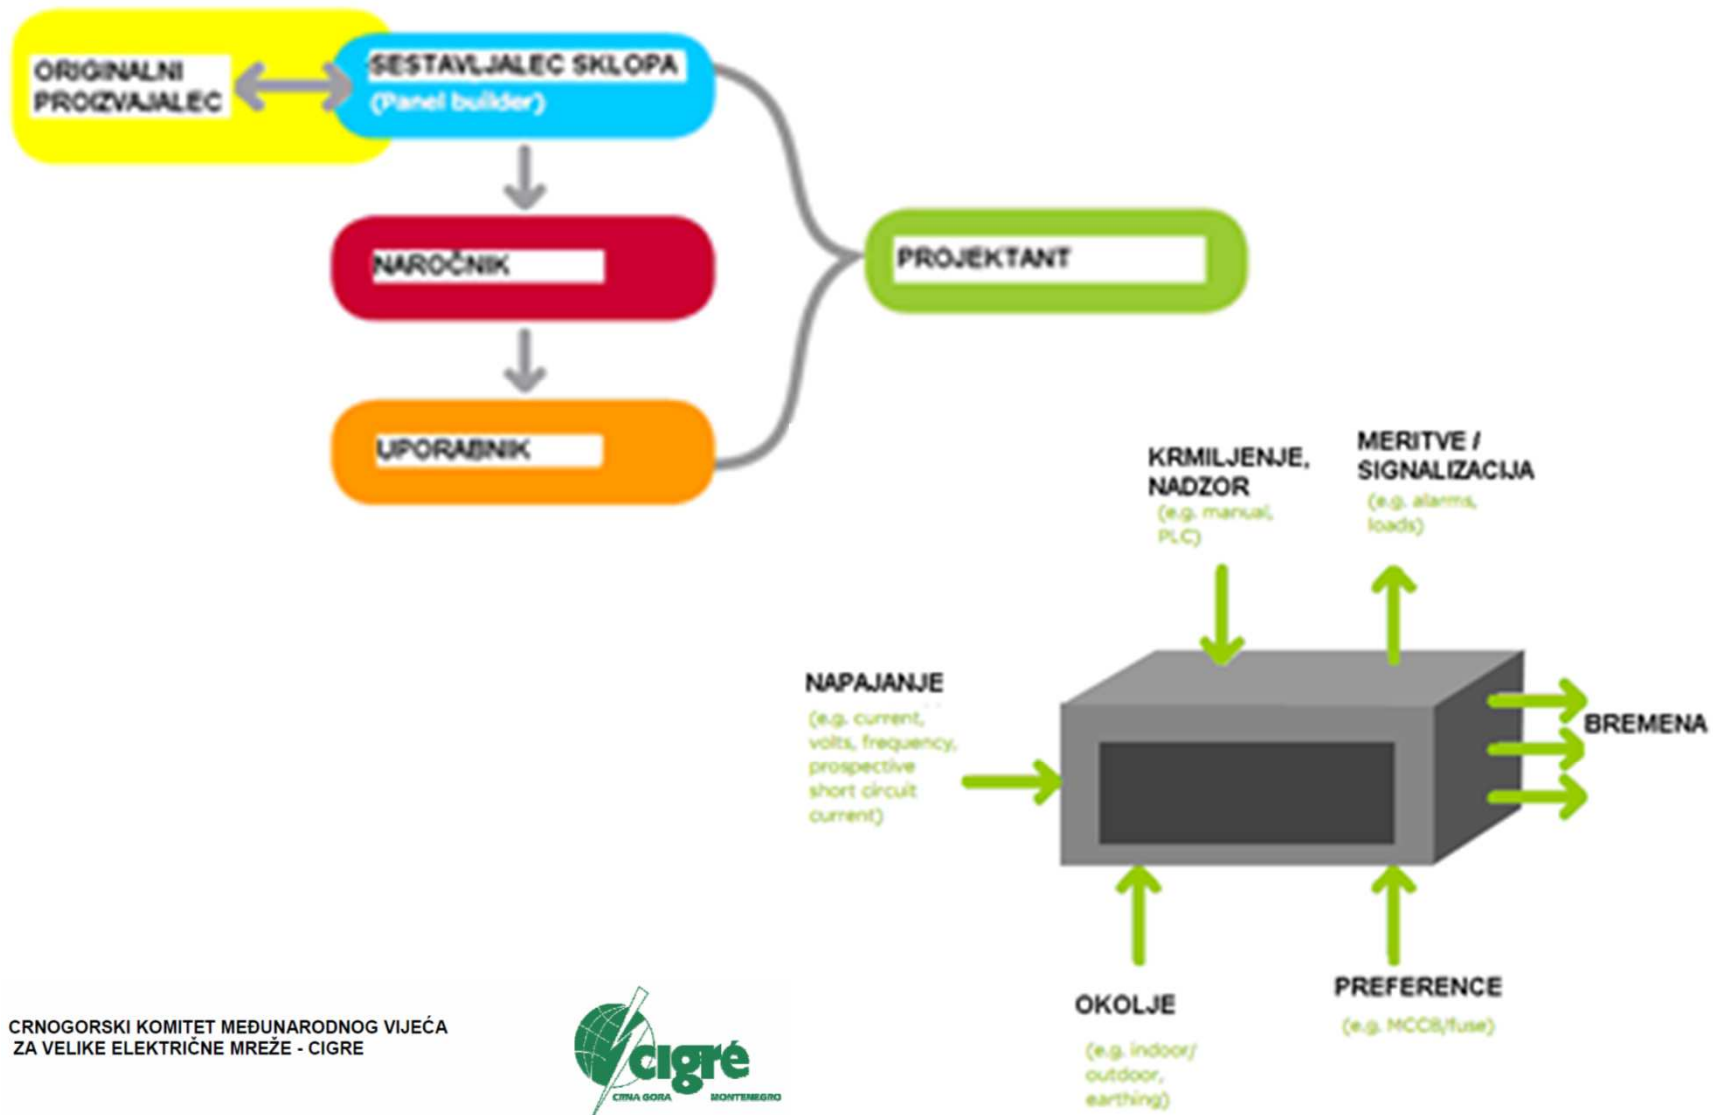 ORIGINALNI
PROIZVAJALEC
SESTAVLJALEC SKLOPA
(Panel builder)
NAROČNIK
PROJEKTANT
UPORABNIK
KRMILJENJE,
NADZOR
(e.g. manual,
PLC)
MERITVE /
SIGNALIZACIJA
(e.g. alarms,
loads)
NAPAJANJE
(e.g. current,
volts, frequency,
prospective
short circuit
current)
BREMENA
OKOLJE
(e.g. indoor/
outdoor,
earthing)
PREFERENCE
(e.g. MCCB/fuse)
CRNOGORSKI KOMITET MEĐUNARODNOG VIJEĆA
ZA VELIKE ELEKTRIČNE MREŽE - CIGRE
cigré
CRNA GORA MONTENEGRO